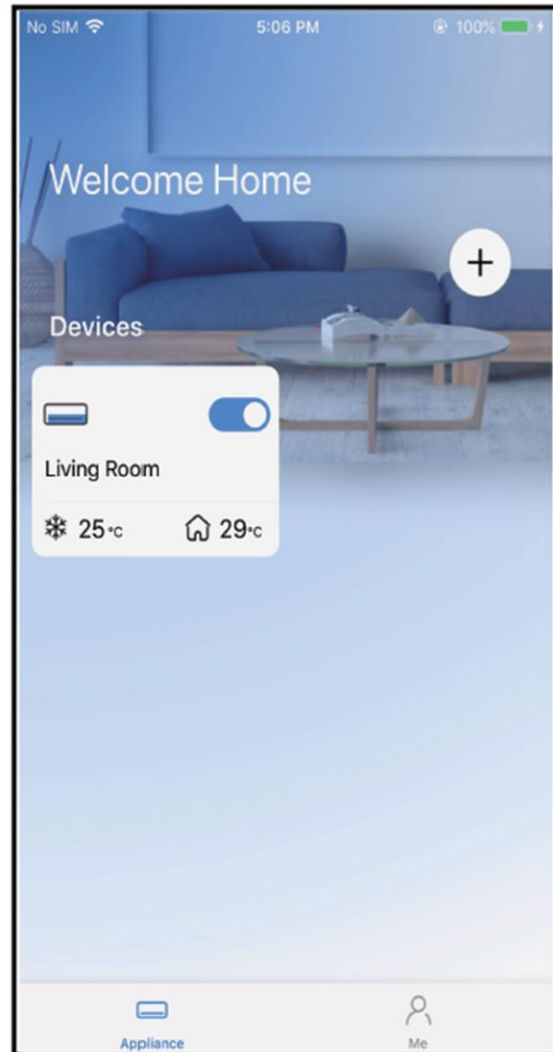 No SIM 5:06 PM 100%
Welcome Home
+
Devices
Living Room
25°C 29°C
Appliance Me